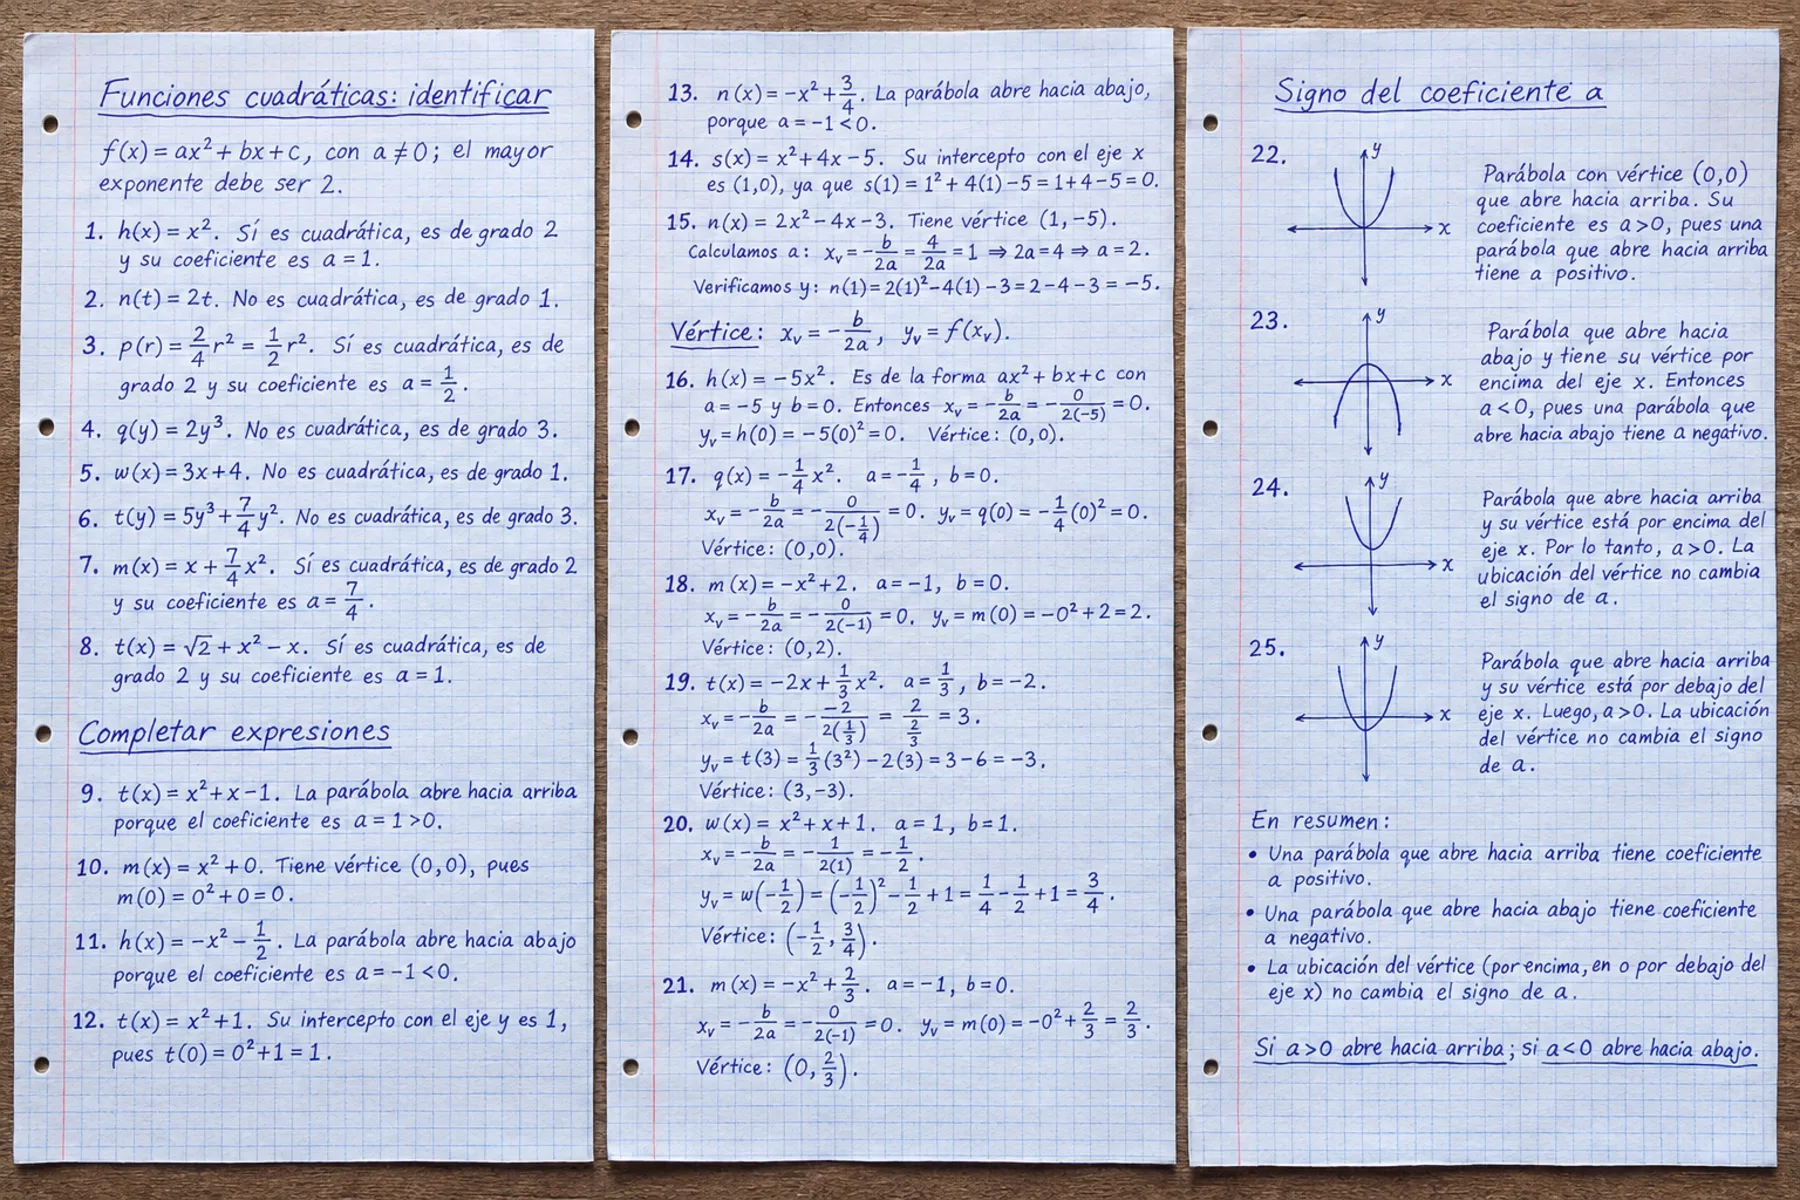 Funciones cuadráticas: identificar
f(x) = ax² + bx + c, con a ≠ 0; el mayor
exponente debe ser 2.
1. h(x) = x². Sí es cuadrática, es de grado 2
y su coeficiente es a = 1.
2. n(t) = 2t. No es cuadrática, es de grado 1.
3. p(r) = 2/4 r² = 1/2 r². Sí es cuadrática, es de
grado 2 y su coeficiente es a = 1/2.
4. q(y) = 2y³. No es cuadrática, es de grado 3.
5. w(x) = 3x + 4. No es cuadrática, es de grado 1.
6. t(y) = 5y³ + 7/4 y². No es cuadrática, es de grado 3.
7. m(x) = x + 7/4 x². Sí es cuadrática, es de grado 2
y su coeficiente es a = 7/4.
8. t(x) = √2 + x² − x. Sí es cuadrática, es de
grado 2 y su coeficiente es a = 1.
Completar expresiones
9. t(x) = x² + x − 1. La parábola abre hacia arriba
porque el coeficiente es a = 1 > 0.
10. m(x) = x² + 0. Tiene vértice (0,0), pues
m(0) = 0² + 0 = 0.
11. h(x) = −x² − 1/2. La parábola abre hacia abajo
porque el coeficiente es a = −1 < 0.
12. t(x) = x² + 1. Su intercepto con el eje y es 1,
pues t(0) = 0² + 1 = 1.
13. n(x) = −x² + 3/4. La parábola abre hacia abajo,
porque a = −1 < 0.
14. s(x) = x² + 4x − 5. Su intercepto con el eje x
es (1,0), ya que s(1) = 1² + 4(1) − 5 = 1 + 4 − 5 = 0.
15. n(x) = 2x² − 4x − 3. Tiene vértice (1, −5).
Calculamos a: xᵥ = −b/2a = 4/2a = 1 ⇒ 2a = 4 ⇒ a = 2.
Verificamos y: n(1) = 2(1)² − 4(1) − 3 = 2 − 4 − 3 = −5.
Vértice: xᵥ = −b/2a, yᵥ = f(xᵥ).
16. h(x) = −5x². Es de la forma ax² + bx + c con
a = −5 y b = 0. Entonces xᵥ = −b/2a = −0/2(−5) = 0.
yᵥ = h(0) = −5(0)² = 0. Vértice: (0,0).
17. q(x) = −1/4 x². a = −1/4, b = 0.
xᵥ = −b/2a = −0/2(−1/4) = 0. yᵥ = q(0) = −1/4 (0)² = 0.
Vértice: (0,0).
18. m(x) = −x² + 2. a = −1, b = 0.
xᵥ = −b/2a = −0/2(−1) = 0. yᵥ = m(0) = −0² + 2 = 2.
Vértice: (0,2).
19. t(x) = −2x + 1/3 x². a = 1/3, b = −2.
xᵥ = −b/2a = −−2/2(1/3) = 2/(2/3) = 3.
yᵥ = t(3) = 1/3 (3²) − 2(3) = 3 − 6 = −3.
Vértice: (3,−3).
20. w(x) = x² + x + 1. a = 1, b = 1.
xᵥ = −b/2a = −1/2(1) = −1/2.
yᵥ = w(−1/2) = (−1/2)² − 1/2 + 1 = 1/4 − 1/2 + 1 = 3/4.
Vértice: (−1/2, 3/4).
21. m(x) = −x² + 2/3. a = −1, b = 0.
xᵥ = −b/2a = −0/2(−1) = 0. yᵥ = m(0) = −0² + 2/3 = 2/3.
Vértice: (0, 2/3).
Signo del coeficiente a
22.
y
x
Parábola con vértice (0,0)
que abre hacia arriba. Su
coeficiente es a > 0, pues una
parábola que abre hacia arriba
tiene a positivo.
23.
y
x
Parábola que abre hacia
abajo y tiene su vértice por
encima del eje x. Entonces
a < 0, pues una parábola que
abre hacia abajo tiene a negativo.
24.
y
x
Parábola que abre hacia arriba
y su vértice está por encima del
eje x. Por lo tanto, a > 0. La
ubicación del vértice no cambia
el signo de a.
25.
y
x
Parábola que abre hacia arriba
y su vértice está por debajo del
eje x. Luego, a > 0. La ubicación
del vértice no cambia el signo
de a.
En resumen:
• Una parábola que abre hacia arriba tiene coeficiente
a positivo.
• Una parábola que abre hacia abajo tiene coeficiente
a negativo.
• La ubicación del vértice (por encima, en o por debajo del
eje x) no cambia el signo de a.
Si a > 0 abre hacia arriba; si a < 0 abre hacia abajo.